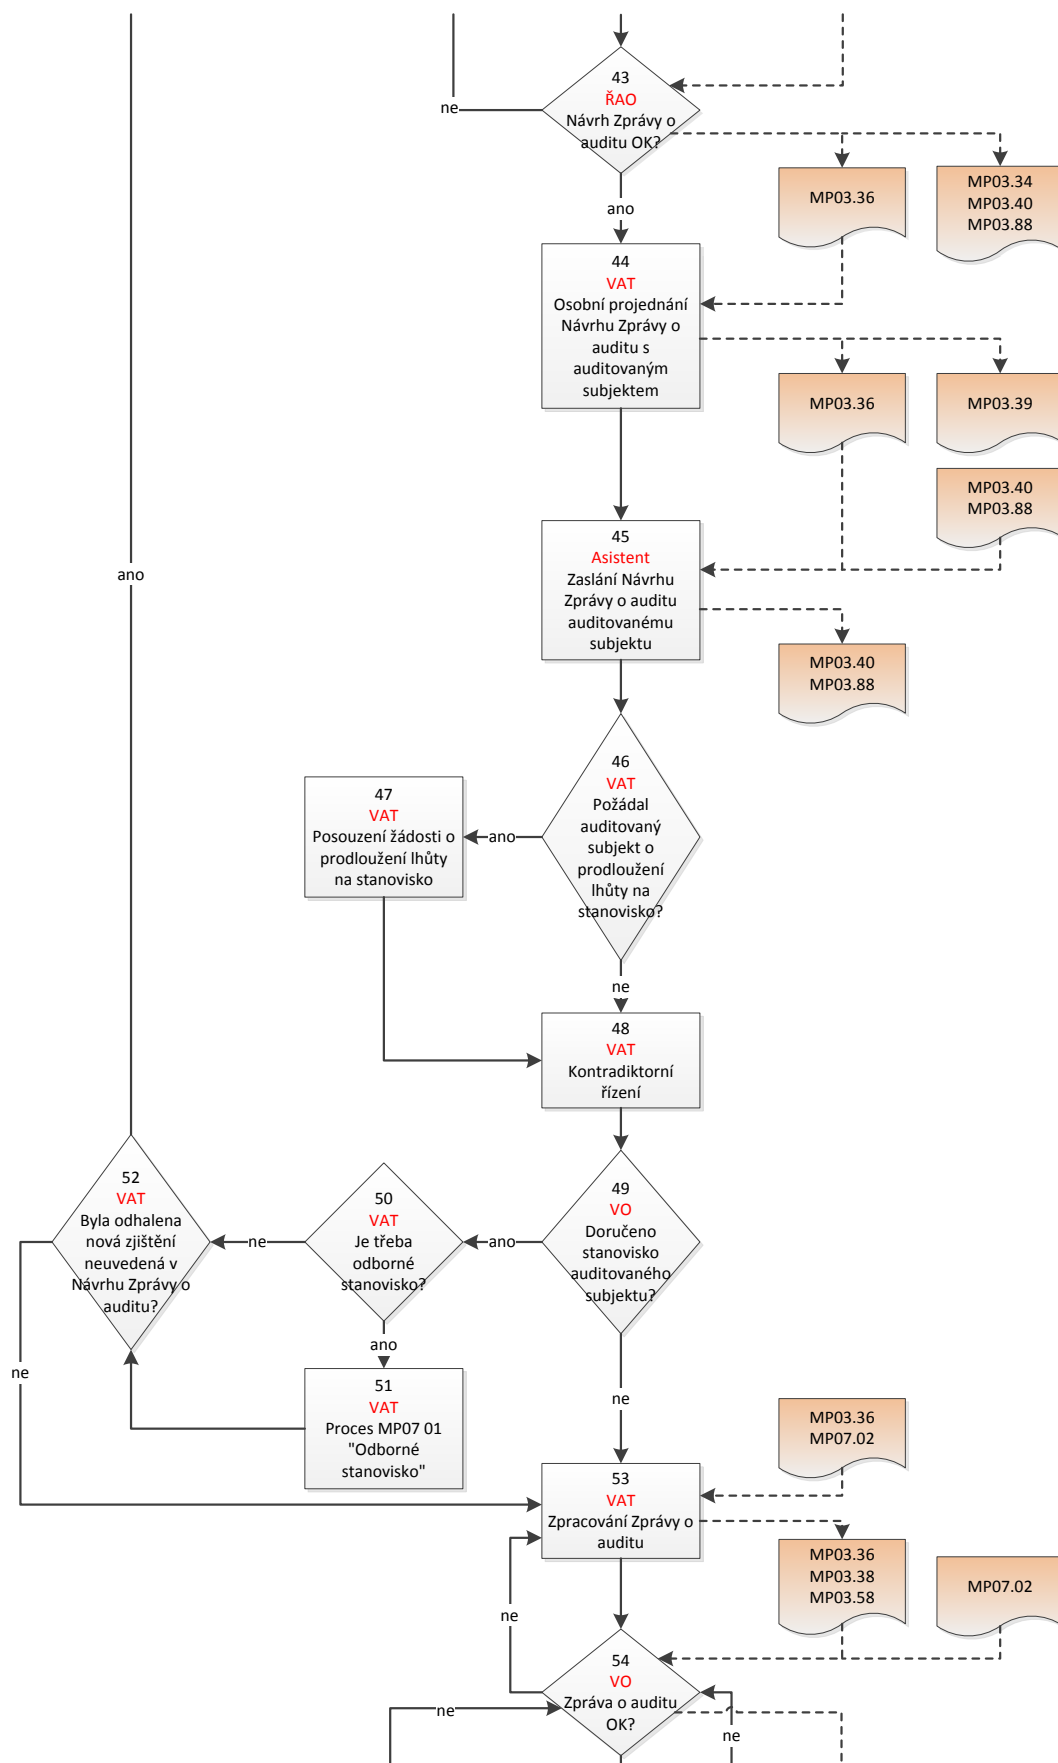 43
ŘAO
Návrh Zprávy o
auditu OK?
ne
ano
MP03.36
MP03.34
MP03.40
MP03.88
44
VAT
Osobní projednání
Návrhu Zprávy o
auditu s
auditovaným
subjektem
MP03.36
MP03.39
MP03.40
MP03.88
45
Asistent
Zaslání Návrhu
Zprávy o auditu
auditovanému
subjektu
ano
MP03.40
MP03.88
46
VAT
Požádal
auditovaný
subjekt o
prodloužení
lhůty na
stanovisko?
ano
47
VAT
Posouzení žádosti o
prodloužení lhůty
na stanovisko
ne
48
VAT
Kontradiktorní
řízení
49
VO
Doručeno
stanovisko
auditovaného
subjektu?
ano
50
VAT
Je třeba
odborné
stanovisko?
ne
52
VAT
Byla odhalena
nová zjištění
neuvedená v
Návrhu Zprávy o
auditu?
ano
ne
51
VAT
Proces MP07 01
"Odborné
stanovisko"
ne
MP03.36
MP07.02
53
VAT
Zpracování Zprávy o
auditu
MP03.36
MP03.38
MP03.58
MP07.02
ne
54
VO
Zpráva o auditu
OK?
ne
ne